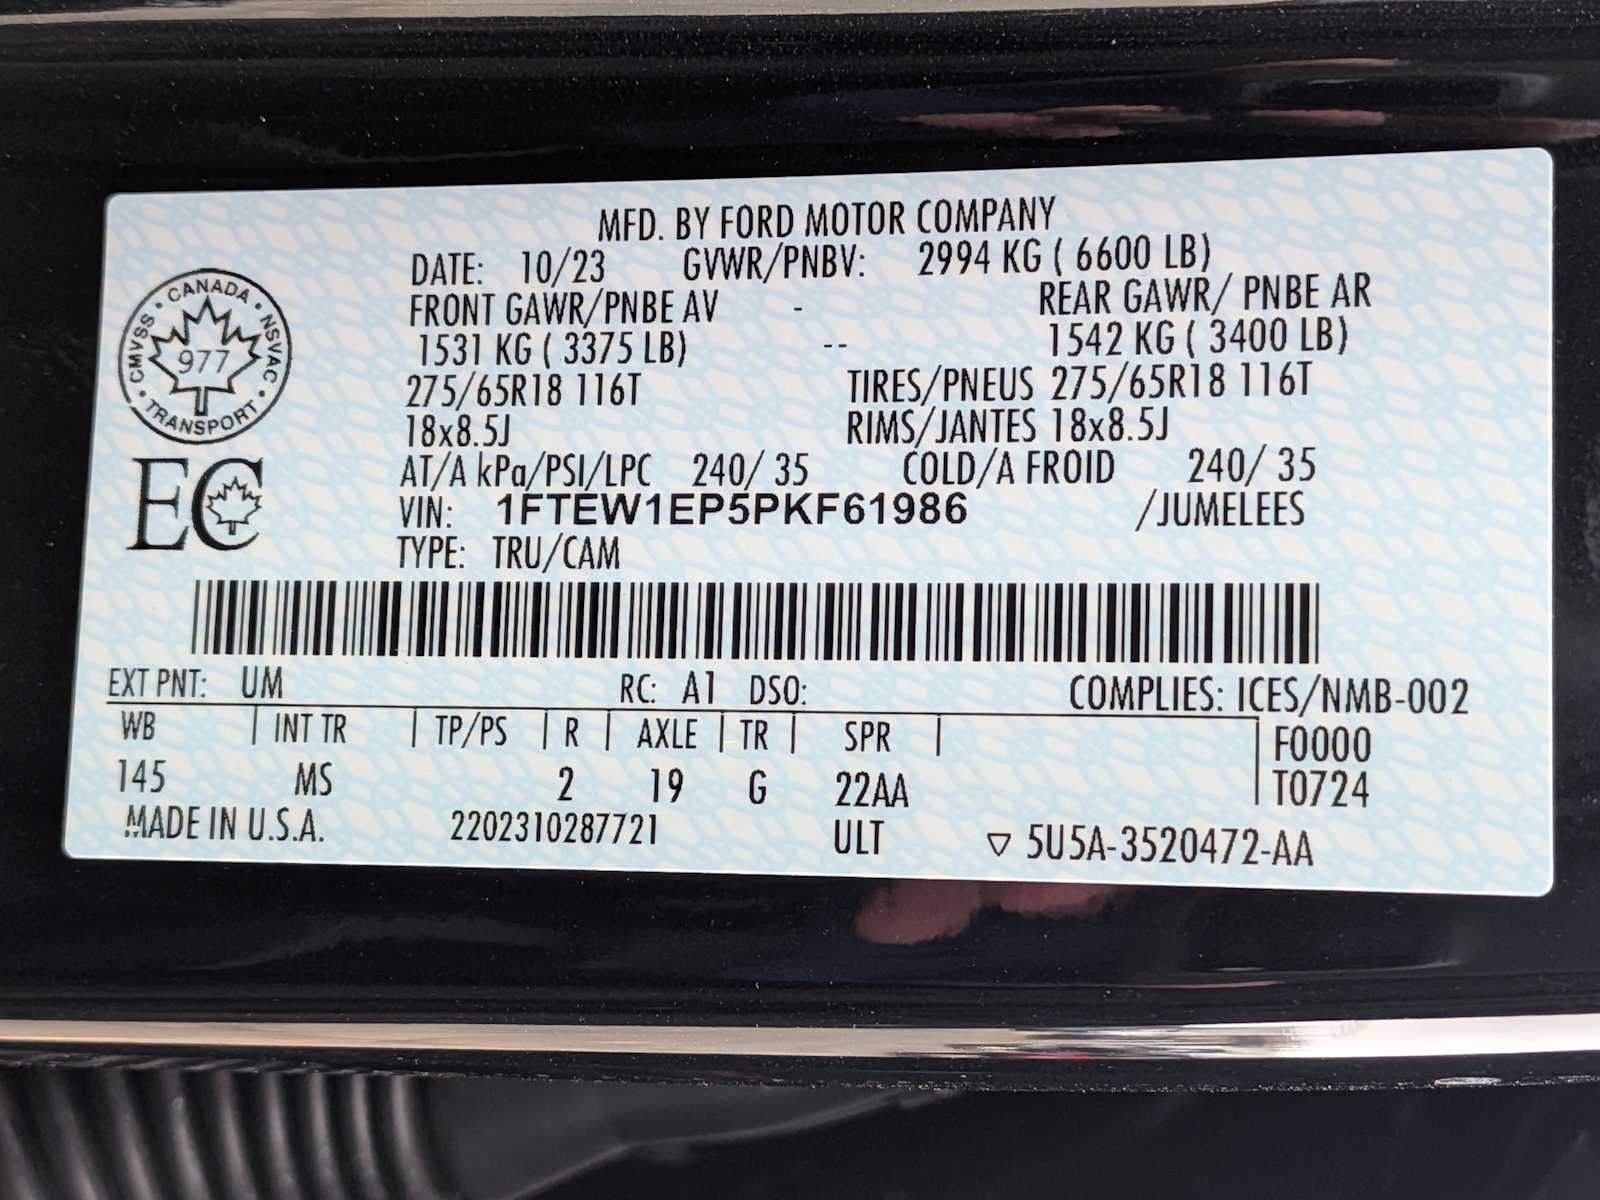 MFD. BY FORD MOTOR COMPANY
DATE: 10/23 GVWR/PNBV: 2994 KG ( 6600 LB)
FRONT GAWR/PNBE AV - REAR GAWR/ PNBE AR
1531 KG ( 3375 LB) -- 1542 KG ( 3400 LB)
275/65R18 116T TIRES/PNEUS 275/65R18 116T
18x8.5J RIMS/JANTES 18x8.5J
AT/A kPa/PSI/LPC 240/ 35 COLD/A FROID 240/ 35
VIN: 1FTEW1EP5PKF61986 /JUMELEES
TYPE: TRU/CAM
CANADA
CMVSS • NSVAC
977
TRANSPORT
EC
EXT PNT: UM RC: A1 DSO: COMPLIES: ICES/NMB-002
WB | INT TR | TP/PS | R | AXLE | TR | SPR | F0000
145 MS 2 19 G 22AA T0724
MADE IN U.S.A. 2202310287721 ULT ▽ 5U5A-3520472-AA